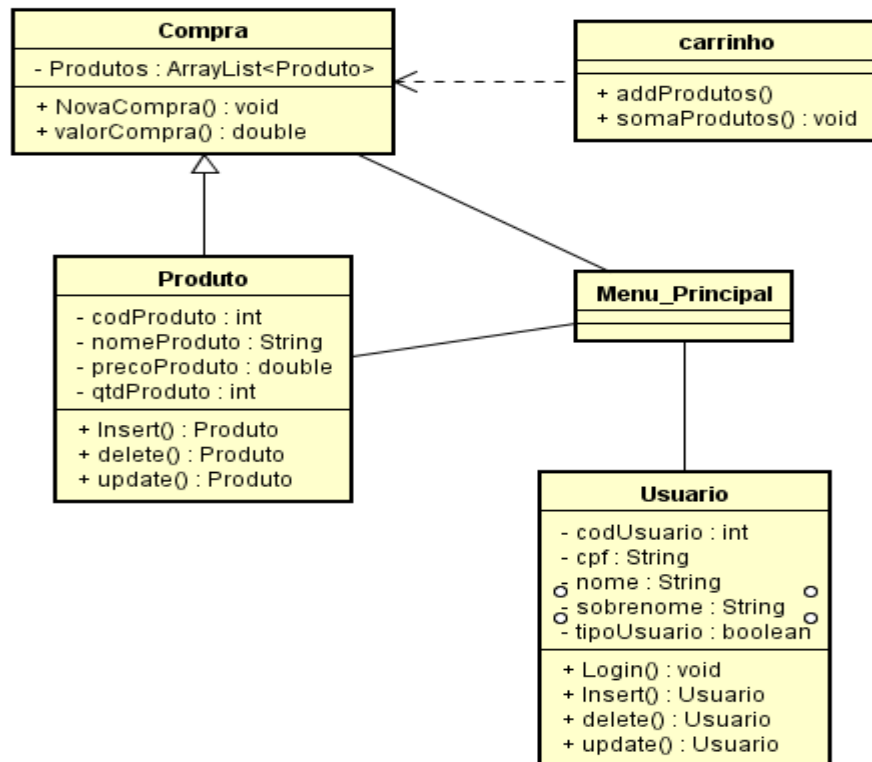 Compra
- Produtos : ArrayList<Produto>
+ NovaCompra() : void
+ valorCompra() : double
carrinho
+ addProdutos()
+ somaProdutos() : void
Produto
- codProduto : int
- nomeProduto : String
- precoProduto : double
- qtdProduto : int
+ Insert() : Produto
+ delete() : Produto
+ update() : Produto
Menu_Principal
Usuario
- codUsuario : int
- cpf : String
- nome : String
- sobrenome : String
- tipoUsuario : boolean
+ Login() : void
+ Insert() : Usuario
+ delete() : Usuario
+ update() : Usuario